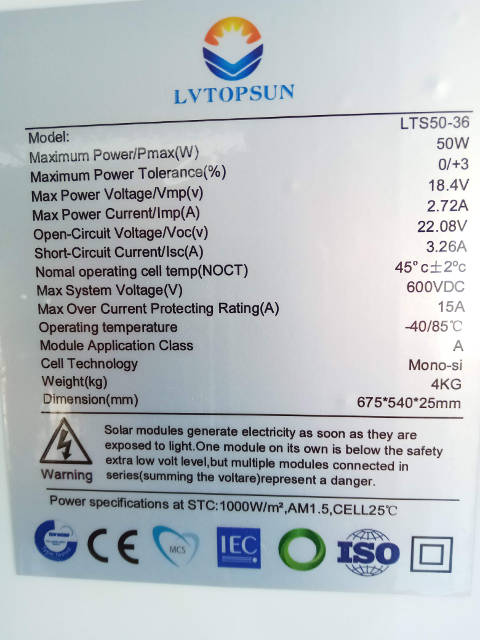 LVTOPSUN
Model: LTS50-36
Maximum Power/Pmax(W) 50W
Maximum Power Tolerance(%) 0/+3
Max Power Voltage/Vmp(v) 18.4V
Max Power Current/Imp(A) 2.72A
Open-Circuit Voltage/Voc(v) 22.08V
Short-Circuit Current/Isc(A) 3.26A
Nomal operating cell temp(NOCT) 45°c±2ºc
Max System Voltage(V) 600VDC
Max Over Current Protecting Rating(A) 15A
Operating temperature -40/85℃
Module Application Class A
Cell Technology Mono-si
Weight(kg) 4KG
Dimension(mm) 675*540*25mm
Warning
Solar modules generate electricity as soon as they are
exposed to light.One module on its own is below the safety
extra low volt level,but multiple modules connected in
series(summing the voltare)represent a danger.
Power specifications at STC:1000W/m²,AM1.5,CELL25℃
CE
MCS
IEC
ISO